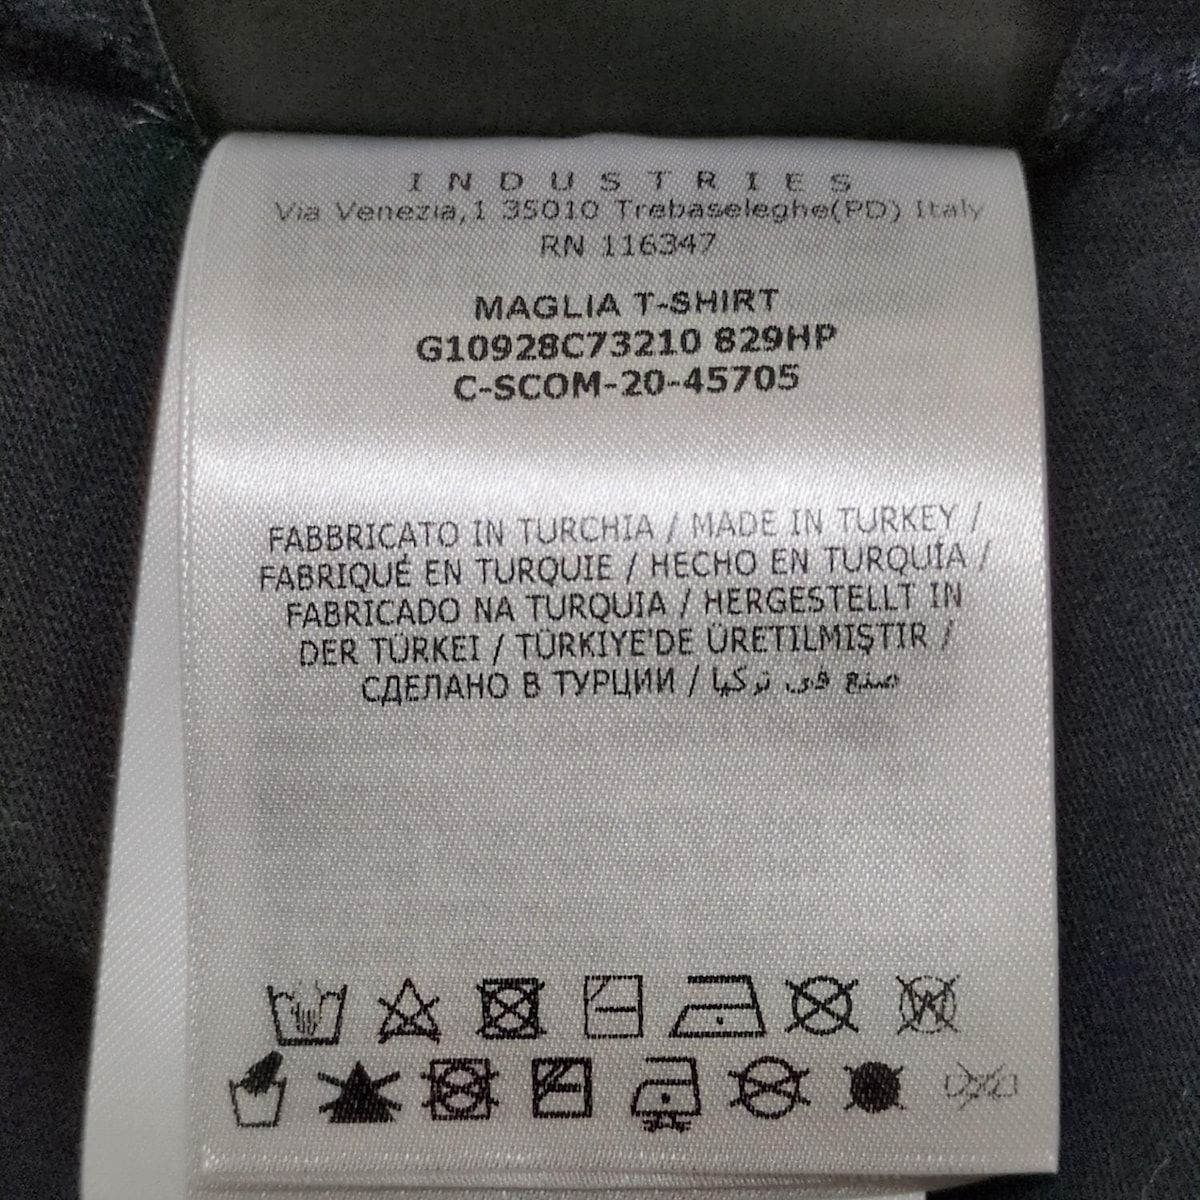 INDUSTRIES
Via Venezia,1 35010 Trebaseleghe(PD) Italy
RN 116347
MAGLIA T-SHIRT
G10928C73210 829HP
C-SCOM-20-45705
FABBRICATO IN TURCHIA / MADE IN TURKEY /
FABRIQUÉ EN TURQUIE / HECHO EN TURQUÍA /
FABRICADO NA TURQUIA / HERGESTELLT IN
DER TÜRKEI / TÜRKIYE'DE ÜRETILMIŞTIR /
СДЕЛАНО В ТУРЦИИ / صنع في تركيا